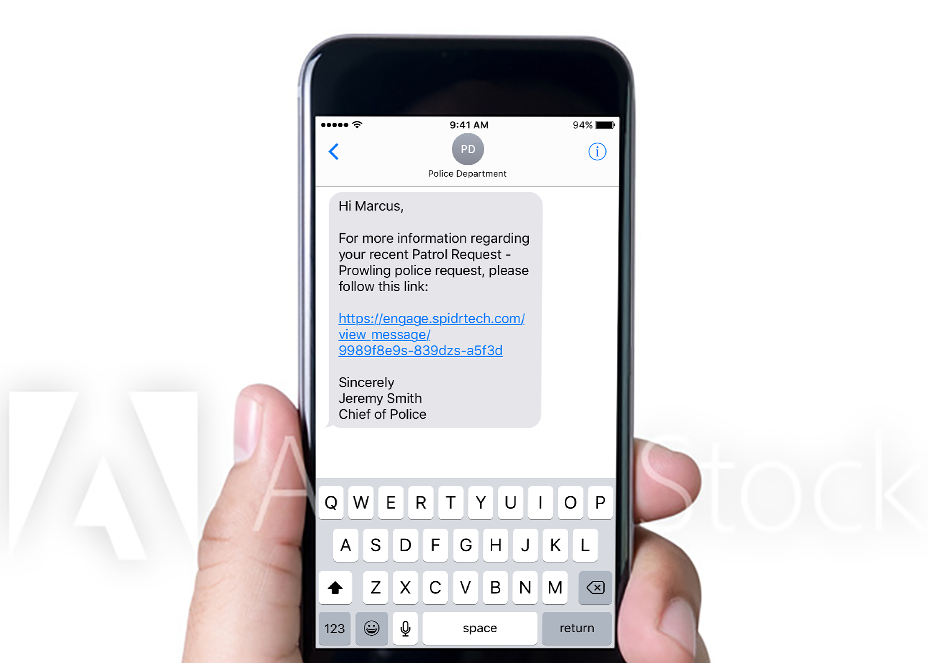 9:41 AM
94%
PD
Police Department
Hi Marcus,
For more information regarding
your recent Patrol Request -
Prowling police request, please
follow this link:
https://engage.spidrtech.com/
view_message/
9989f8e9s-839dzs-a5f3d
Sincerely
Jeremy Smith
Chief of Police
A Stock
Q W E R T Y U I O P
A S D F G H J K L
Z X C V B N M
123 space return